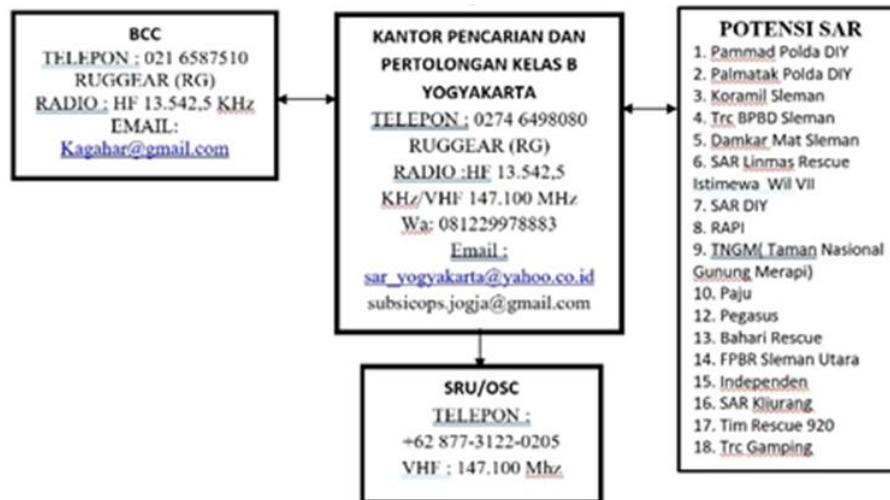 BCC
TELEPON : 021 6587510
RUGGEAR (RG)
RADIO : HF 13.542,5 KHz
EMAIL:
Kagahar@gmail.com
KANTOR PENCARIAN DAN
PERTOLONGAN KELAS B
YOGYAKARTA
TELEPON : 0274 6498080
RUGGEAR (RG)
RADIO :HF 13.542,5
KHz/VHF 147.100 MHz
Wa: 081229978883
Email :
sar_yogyakarta@yahoo.co.id
subsicops.jogja@gmail.com
SRU/OSC
TELEPON :
+62 877-3122-0205
VHF : 147.100 Mhz
POTENSI SAR
1. Pammad Polda DIY
2. Palmatak Polda DIY
3. Koramil Sleman
4. Trc BPBD Sleman
5. Damkar Mat Sleman
6. SAR Linmas Rescue
Istimewa Wil VII
7. SAR DIY
8. RAPI
9. TNGM( Taman Nasional
Gunung Merapi)
10. Paju
12. Pegasus
13. Bahari Rescue
14. FPBR Sleman Utara
15. Independen
16. SAR Kliurang
17. Tim Rescue 920
18. Trc Gamping